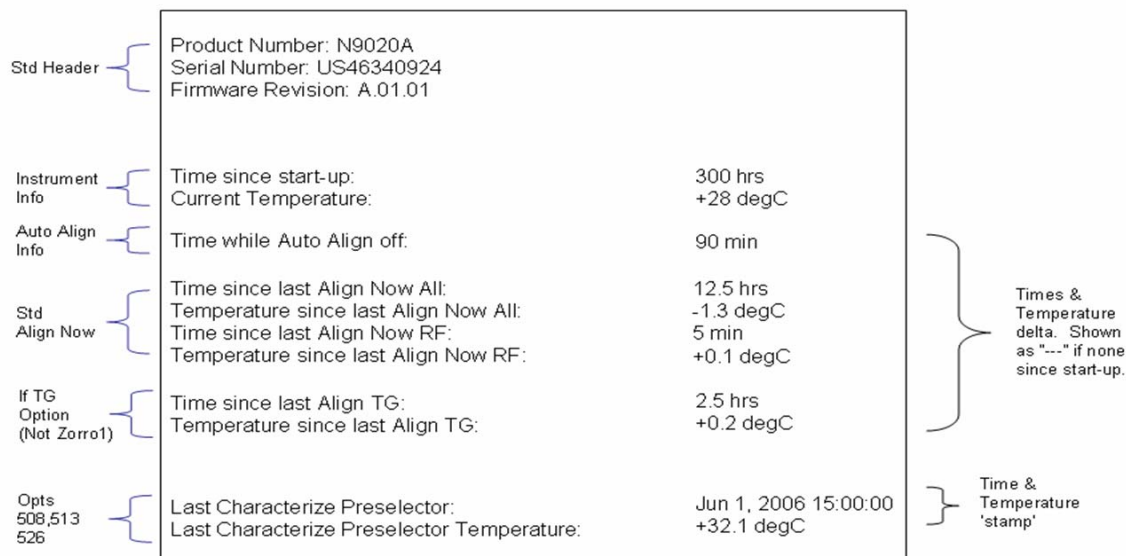 Std Header
Product Number: N9020A
Serial Number: US46340924
Firmware Revision: A.01.01
Instrument
Info
Time since start-up: 300 hrs
Current Temperature: +28 degC
Auto Align
Info
Time while Auto Align off: 90 min
Std
Align Now
Time since last Align Now All: 12.5 hrs
Temperature since last Align Now All: -1.3 degC
Time since last Align Now RF: 5 min
Temperature since last Align Now RF: +0.1 degC
If TG
Option
(Not Zorro1)
Time since last Align TG: 2.5 hrs
Temperature since last Align TG: +0.2 degC
Times &
Temperature
delta. Shown
as "---" if none
since start-up.
Opts
508,513
526
Last Characterize Preselector: Jun 1, 2006 15:00:00
Last Characterize Preselector Temperature: +32.1 degC
Time &
Temperature
'stamp'